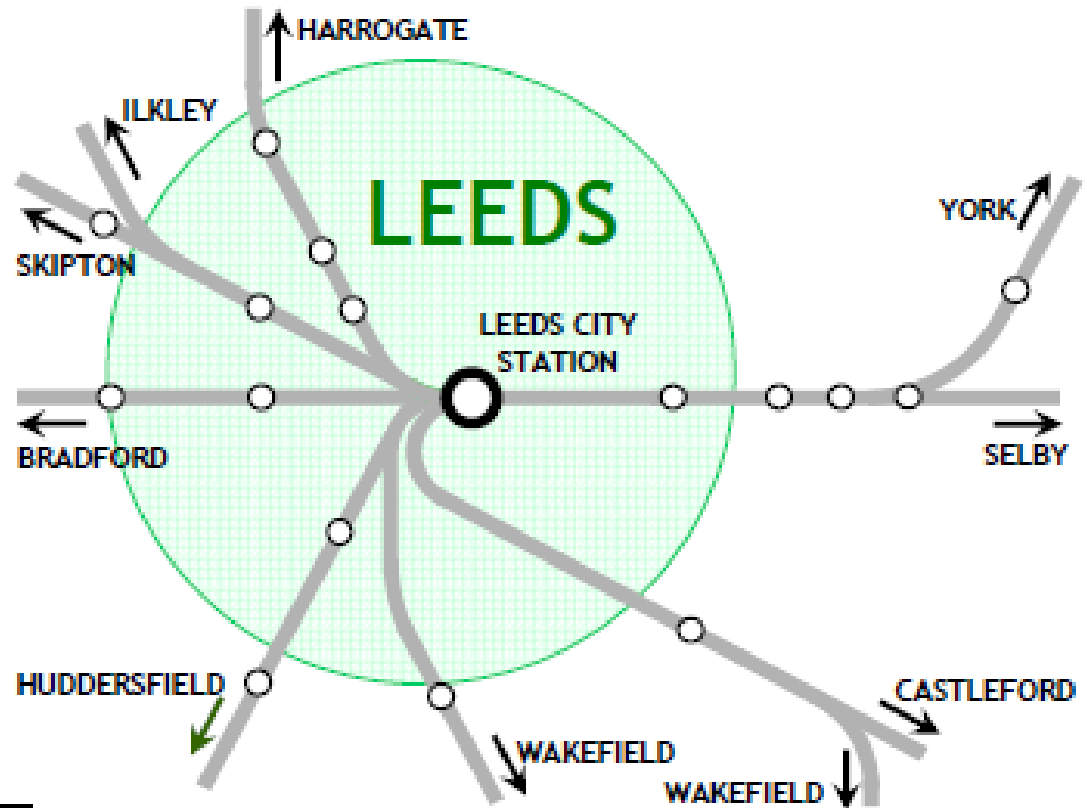 HARROGATE
ILKLEY
LEEDS
YORK
SKIPTON
LEEDS CITY
STATION
BRADFORD
SELBY
HUDDERSFIELD
CASTLEFORD
WAKEFIELD
WAKEFIELD